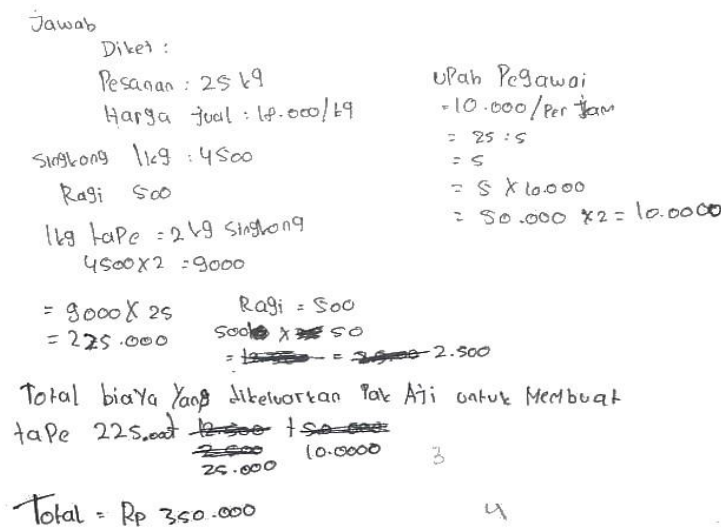 Jawab
Diket :
Pesanan : 25 kg
Harga jual : 18.000/kg
Singkong 1kg : 4500
Ragi 500
1kg tape = 2 kg singkong
4500 x 2 = 9000
= 9000 x 25
= 225.000
upah Pegawai
= 10.000/Per Jam
= 25 : 5
= 5
= 5 x 10.000
= 50.000 x 2 = 10.0000
Ragi = 500
500 x 50
= 2.500
Total biaya Yang dikeluarkan Pak Aji untuk Membuat
tape 225.000 + 25.000 + 10.0000
Total = Rp 350.000
3
4